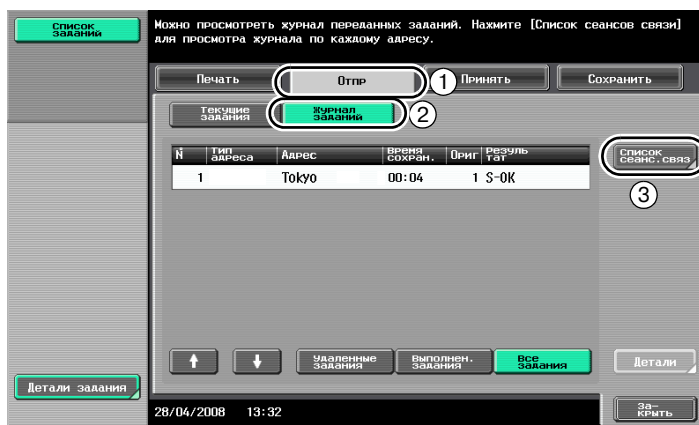 Список
заданий
Можно просмотреть журнал переданных заданий. Нажмите [Список сеансов связи]
для просмотра журнала по каждому адресу.
Печать
Отпр
1
Принять
Сохранить
Текущие
задания
Журнал
заданий
2
N
Тип
адреса
Адрес
Время
сохран.
Ориг
Резуль
тат
Список
сеанс.связ
1 Tokyo 00:04 1 S-OK
3
Удаленные
задания
Выполнен.
задания
Все
задания
Детали
Детали задания
28/04/2008 13:32
За-
крыть